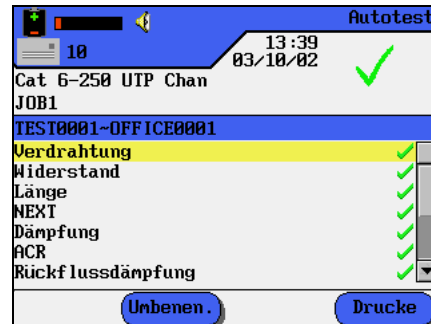 Autotest
10
13:39
03/10/02
Cat 6-250 UTP Chan
JOB1
TEST0001~OFFICE0001
Verdrahtung
Widerstand
Länge
NEXT
Dämpfung
ACR
Rückflussdämpfung
Umbenen.
Drucke